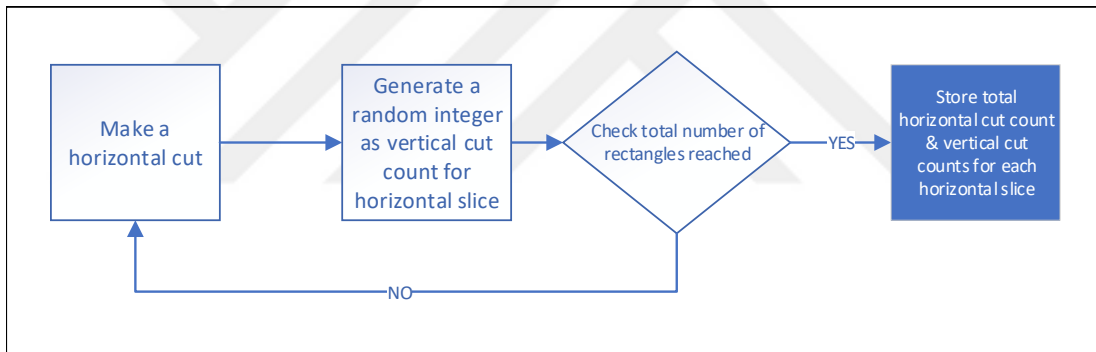 Make a
horizontal cut
Generate a
random integer
as vertical cut
count for
horizontal slice
Check total number of
rectangles reached
YES
Store total
horizontal cut count
& vertical cut
counts for each
horizontal slice
NO